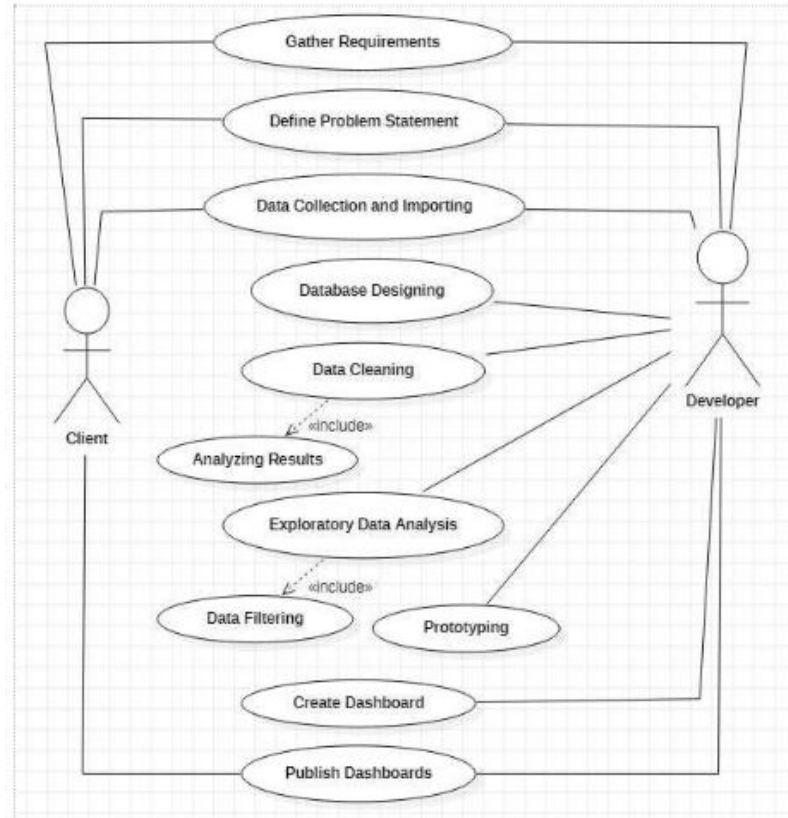 Gather Requirements
Define Problem Statement
Data Collection and Importing
Database Designing
Data Cleaning
Developer
«include»
Client
Analyzing Results
Exploratory Data Analysis
«include»
Data Filtering
Prototyping
Create Dashboard
Publish Dashboards